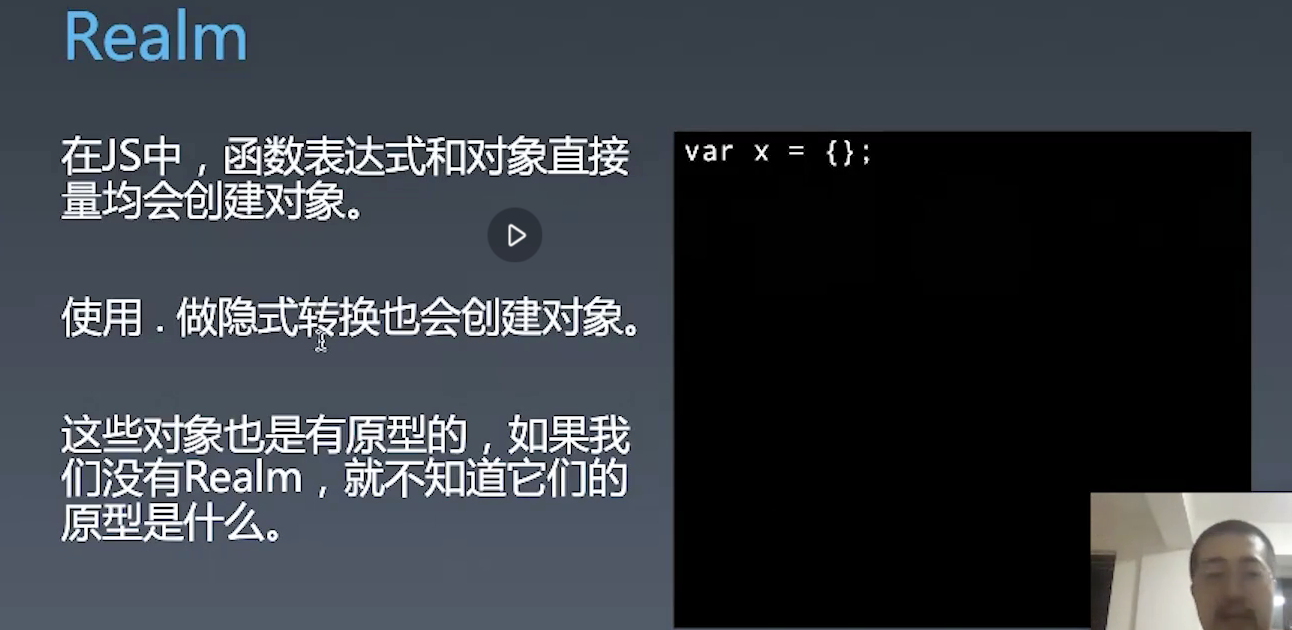 Realm
在JS中，函数表达式和对象直接
量均会创建对象。
使用 . 做隐式转换也会创建对象。
这些对象也是有原型的，如果我
们没有Realm，就不知道它们的
原型是什么。
var x = {};